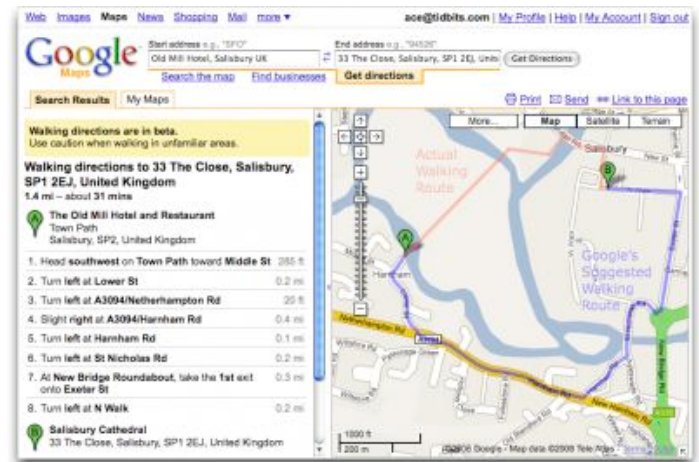 Web Images Maps News Shopping Mail more ▼
ace@tidbits.com | My Profile | Help | My Account | Sign out
Google
Maps
Start address e.g., "SFO"
End address e.g., "94526"
Old Mill Hotel, Salisbury UK
33 The Close, Salisbury, SP1 2EJ, Unite
Get Directions
Search the map Find businesses Get directions
Search Results My Maps
Print Send Link to this page
Walking directions are in beta.
Use caution when walking in unfamiliar areas.
Walking directions to 33 The Close, Salisbury,
SP1 2EJ, United Kingdom
1.4 mi – about 31 mins
A
The Old Mill Hotel and Restaurant
Town Path
Salisbury, SP2, United Kingdom
1. Head southwest on Town Path toward Middle St 285 ft
2. Turn left at Lower St 0.2 mi
3. Turn left at A3094/Netherhampton Rd 20 ft
4. Slight right at A3094/Harnham Rd 0.4 mi
5. Turn left at Harnham Rd 0.1 mi
6. Turn left at St Nicholas Rd 0.2 mi
7. At New Bridge Roundabout, take the 1st exit 0.3 mi
onto Exeter St
8. Turn left at N Walk 0.2 mi
B
Salisbury Cathedral
33 The Close, Salisbury, SP1 2EJ, United Kingdom
More... Map Satellite Terrain
Salisbury
New St
Actual
Walking
Route
B
A
Harnham
Google's
Suggested
Walking
Route
Netherhampton Rd
New Bridge Rd
New Harnham Rd
1000 ft
200 m
©2008 Google - Map data ©2008 Tele Atlas